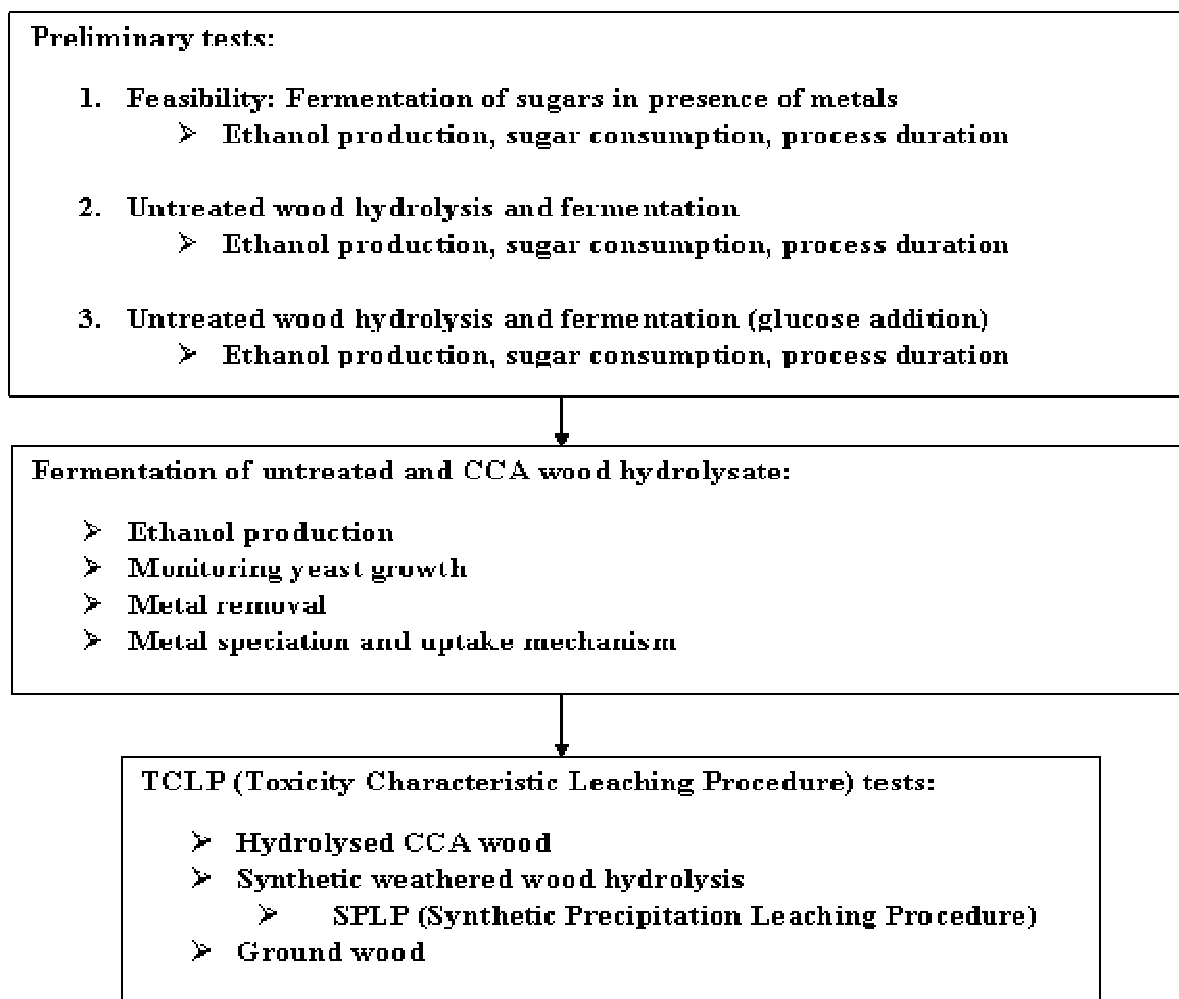 Preliminary tests:
1. Feasibility: Fermentation of sugars in presence of metals
➢ Ethanol production, sugar consumption, process duration
2. Untreated wood hydrolysis and fermentation
➢ Ethanol production, sugar consumption, process duration
3. Untreated wood hydrolysis and fermentation (glucose addition)
➢ Ethanol production, sugar consumption, process duration
Fermentation of untreated and CCA wood hydrolysate:
➢ Ethanol production
➢ Monitoring yeast growth
➢ Metal removal
➢ Metal speciation and uptake mechanism
TCLP (Toxicity Characteristic Leaching Procedure) tests:
➢ Hydrolysed CCA wood
➢ Synthetic weathered wood hydrolysis
➢ SPLP (Synthetic Precipitation Leaching Procedure)
➢ Ground wood